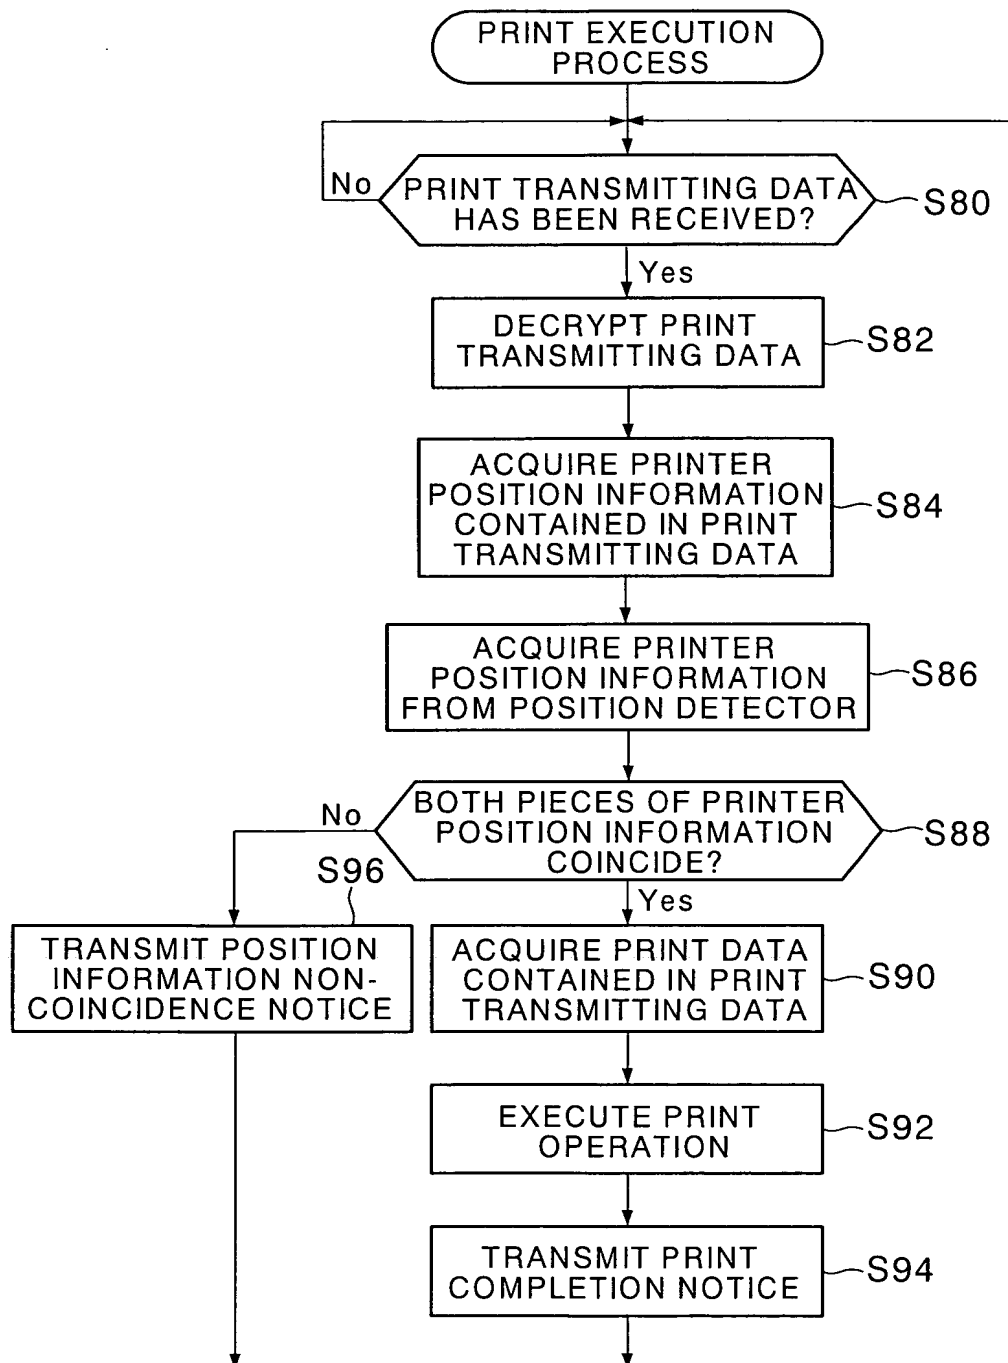 PRINT EXECUTION
PROCESS
No
PRINT TRANSMITTING DATA
HAS BEEN RECEIVED?
S80
Yes
DECRYPT PRINT
TRANSMITTING DATA
S82
ACQUIRE PRINTER
POSITION INFORMATION
CONTAINED IN PRINT
TRANSMITTING DATA
S84
ACQUIRE PRINTER
POSITION INFORMATION
FROM POSITION DETECTOR
S86
No
BOTH PIECES OF PRINTER
POSITION INFORMATION
COINCIDE?
S88
S96
Yes
TRANSMIT POSITION
INFORMATION NON-
COINCIDENCE NOTICE
ACQUIRE PRINT DATA
CONTAINED IN PRINT
TRANSMITTING DATA
S90
EXECUTE PRINT
OPERATION
S92
TRANSMIT PRINT
COMPLETION NOTICE
S94